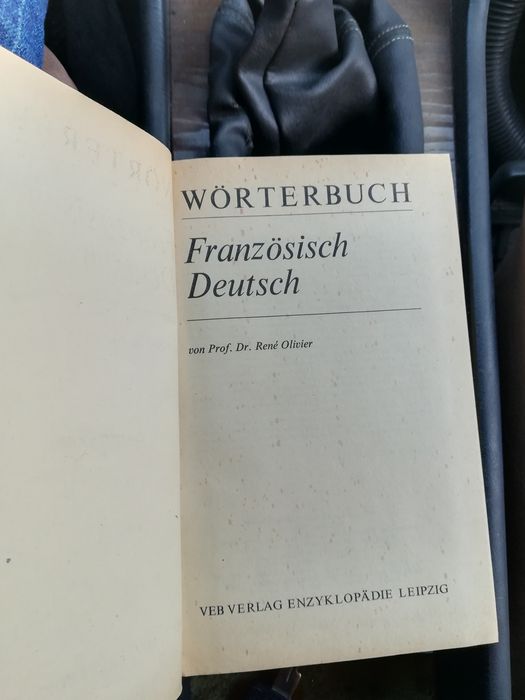 WÖRTERBUCH
Französisch
Deutsch
von Prof. Dr. René Olivier
VEB VERLAG ENZYKLOPÄDIE LEIPZIG